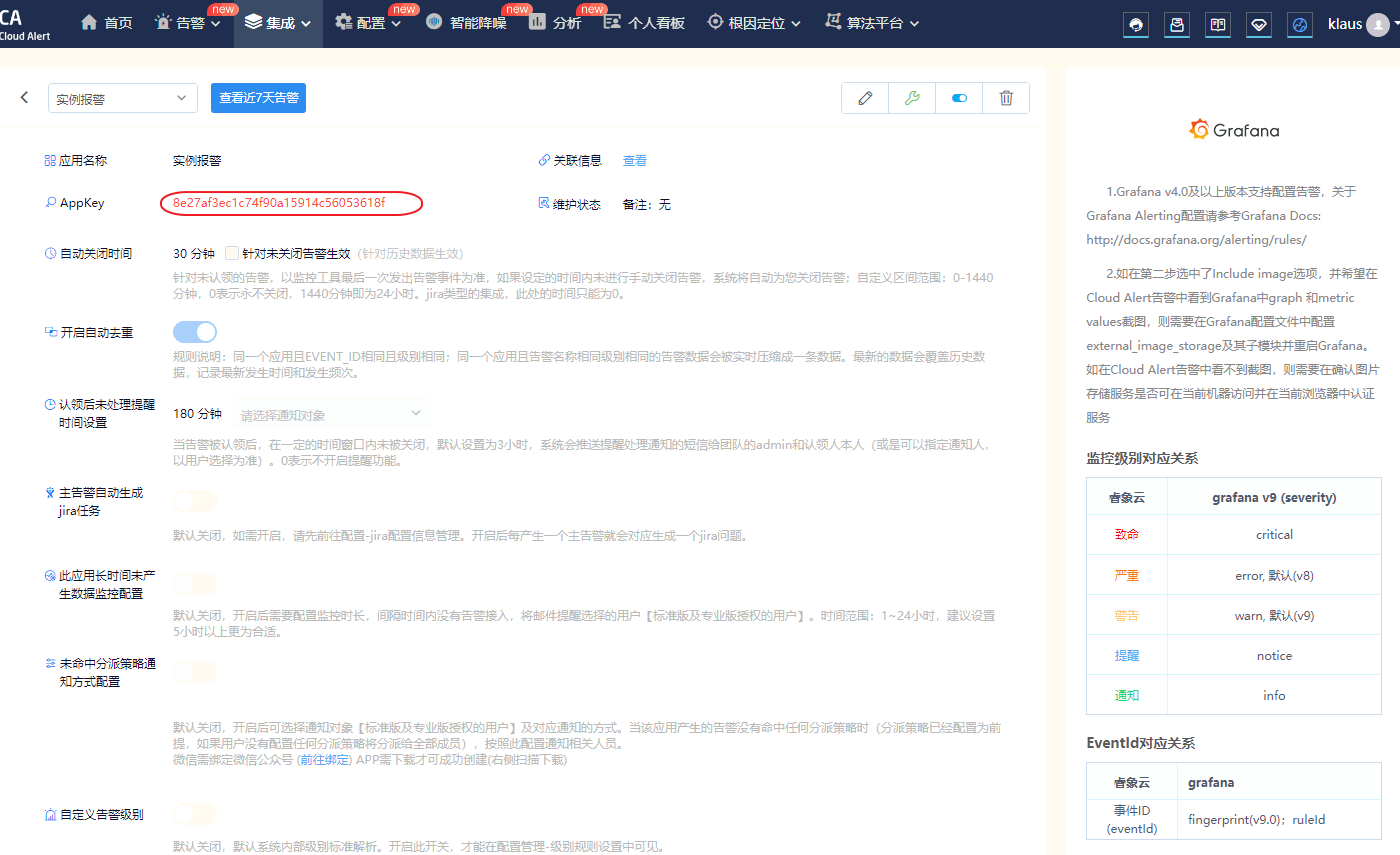 CA
Cloud Alert
首页
告警
new
集成
配置
new
智能降噪
new
分析
new
个人看板
根因定位
算法平台
klaus
实例报警
查看近7天告警
应用名称
实例报警
关联信息
查看
AppKey
8e27af3ec1c74f90a15914c56053618f
维护状态
备注：无
自动关闭时间
30 分钟
针对未关闭告警生效 (针对历史数据生效)
针对未认领的告警，以监控工具最后一次发出告警事件为准，如果设定的时间内未进行手动关闭告警，系统将自动为您关闭告警；自定义区间范围：0-1440
分钟，0表示永不关闭，1440分钟即为24小时。jira类型的集成，此处的时间只能为0。
开启自动去重
规则说明：同一个应用且EVENT_ID相同且级别相同；同一个应用且告警名称相同级别相同的告警数据会被实时压缩成一条数据。最新的数据会覆盖历史数
据，记录最新发生时间和发生频次。
认领后未处理提醒
时间设置
180 分钟
请选择通知对象
当告警被认领后，在一定的时间窗口内未被关闭，默认设置为3小时，系统会推送提醒处理通知的短信给团队的admin和认领人本人（或是可以指定通知人，
以用户选择为准）。0表示不开启提醒功能。
主告警自动生成
jira任务
默认关闭，如需开启，请先前往配置-jira配置信息管理。开启后每产生一个主告警就会对应生成一个jira问题。
此应用长时间未产
生数据监控配置
默认关闭，开启后需要配置监控时长，间隔时间内没有告警接入，将邮件提醒选择的用户【标准版及专业版授权的用户】。时间范围：1~24小时，建议设置
5小时以上更为合适。
未命中分派策略通
知方式配置
默认关闭，开启后可选择通知对象【标准版及专业版授权的用户】及对应通知的方式。当该应用产生的告警没有命中任何分派策略时（分派策略已经配置为前
提，如果用户没有配置任何分派策略将分派给全部成员），按照此配置通知相关人员。
微信需绑定微信公众号 (前往绑定) APP需下载才可成功创建(右侧扫描下载)
自定义告警级别
默认关闭，默认系统内部级别标准解析。开启此开关，才能在配置管理-级别规则设置中可见。
Grafana
1.Grafana v4.0及以上版本支持配置告警，关于
Grafana Alerting配置请参考Grafana Docs:
http://docs.grafana.org/alerting/rules/
2.如在第二步选中了Include image选项，并希望在
Cloud Alert告警中看到Grafana中graph 和metric
values截图，则需要在Grafana配置文件中配置
external_image_storage及其子模块并重启Grafana。
如在Cloud Alert告警中看不到截图，则需要在确认图片
存储服务是否可在当前机器访问并在当前浏览器中认证
服务
监控级别对应关系
睿象云 grafana v9 (severity)
致命 critical
严重 error, 默认(v8)
警告 warn, 默认(v9)
提醒 notice
通知 info
EventId对应关系
睿象云 grafana
事件ID
(eventId)
fingerprint(v9.0)；ruleId